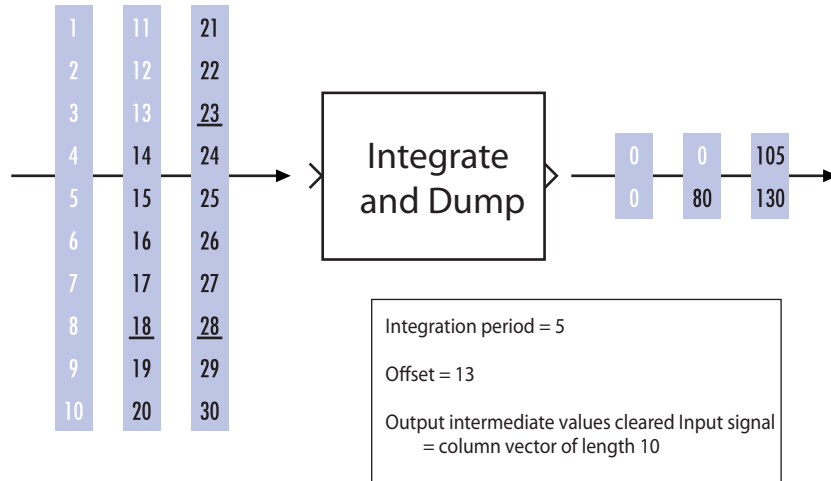 1 11 21
2 12 22
3 13 23
4 14 24
5 15 25
6 16 26
7 17 27
8 18 28
9 19 29
10 20 30
Integrate
and Dump
0 0 105
0 80 130
Integration period = 5
Offset = 13
Output intermediate values cleared Input signal
= column vector of length 10